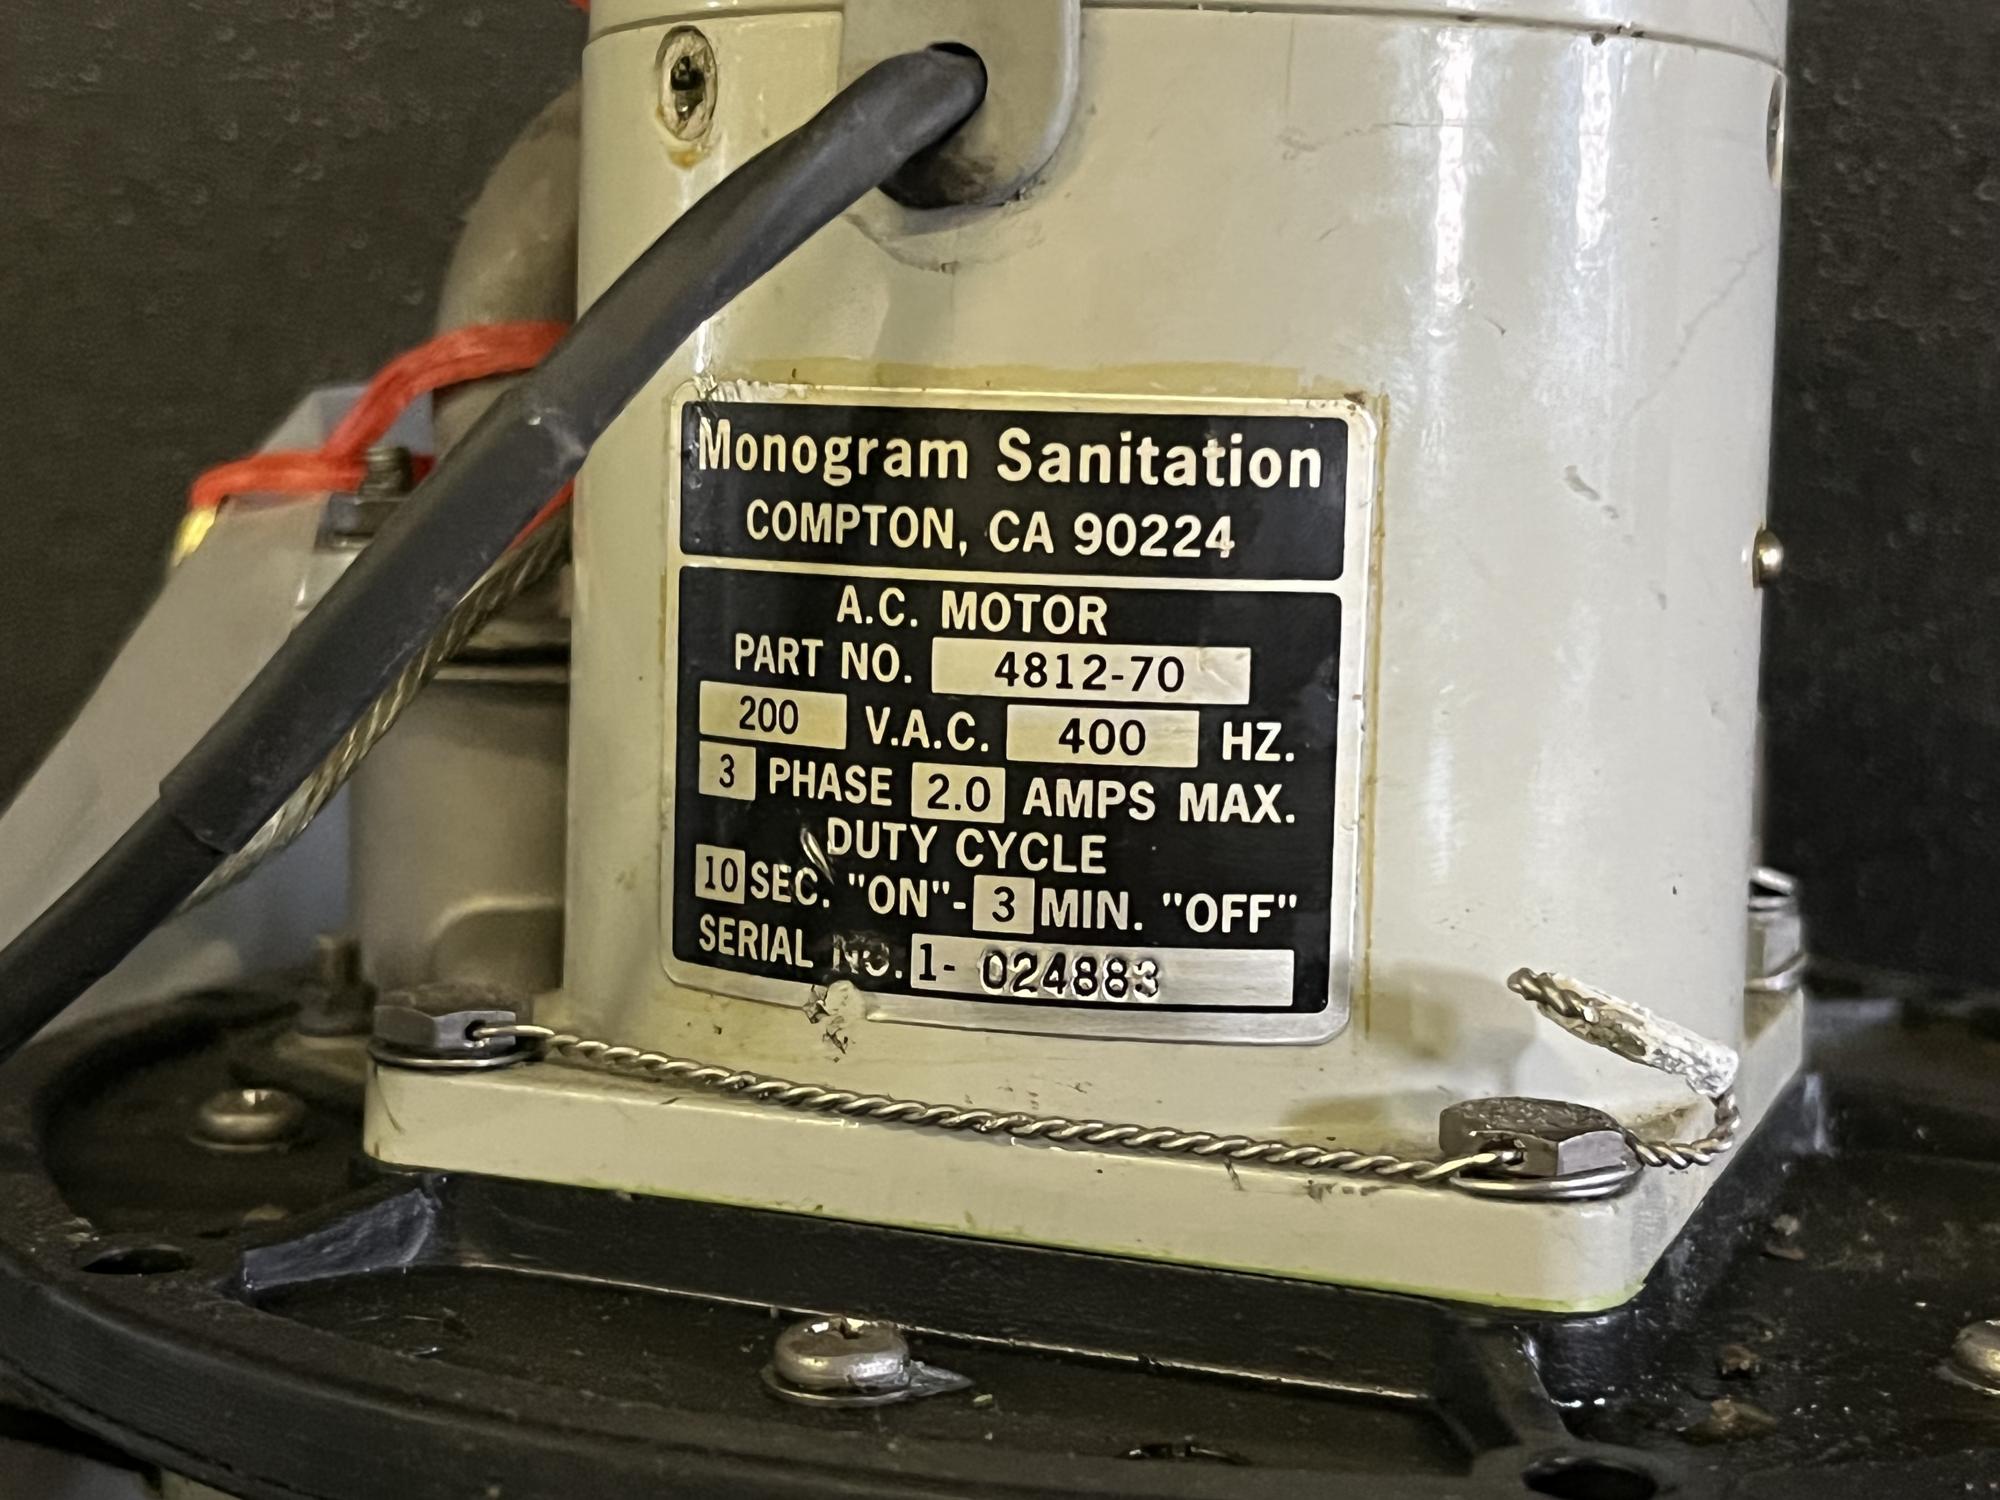 Monogram Sanitation
COMPTON, CA 90224
A.C. MOTOR
PART NO. 4812-70
200 V.A.C. 400 HZ.
3 PHASE 2.0 AMPS MAX.
DUTY CYCLE
10 SEC. "ON"- 3 MIN. "OFF"
SERIAL NO. 1- 024883